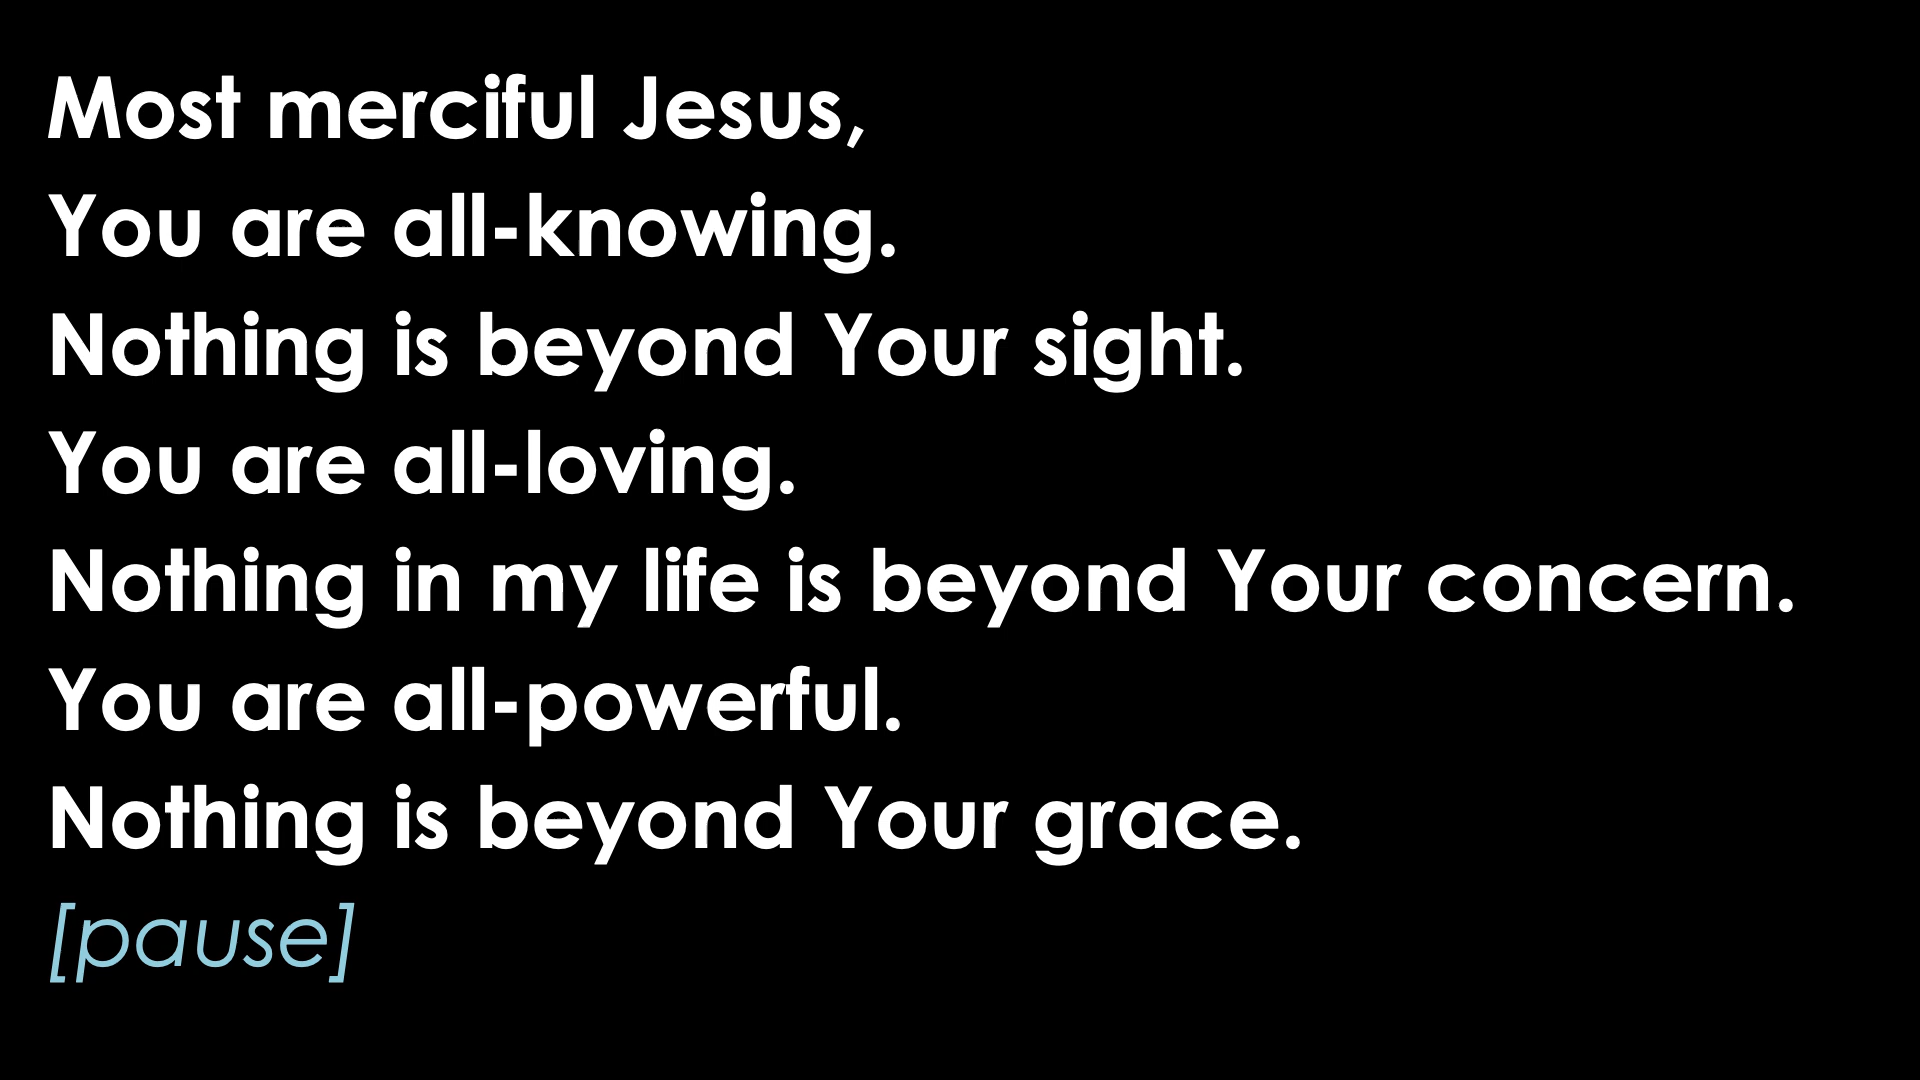 Most merciful Jesus,
You are all-knowing.
Nothing is beyond Your sight.
You are all-loving.
Nothing in my life is beyond Your concern.
You are all-powerful.
Nothing is beyond Your grace.
[pause]